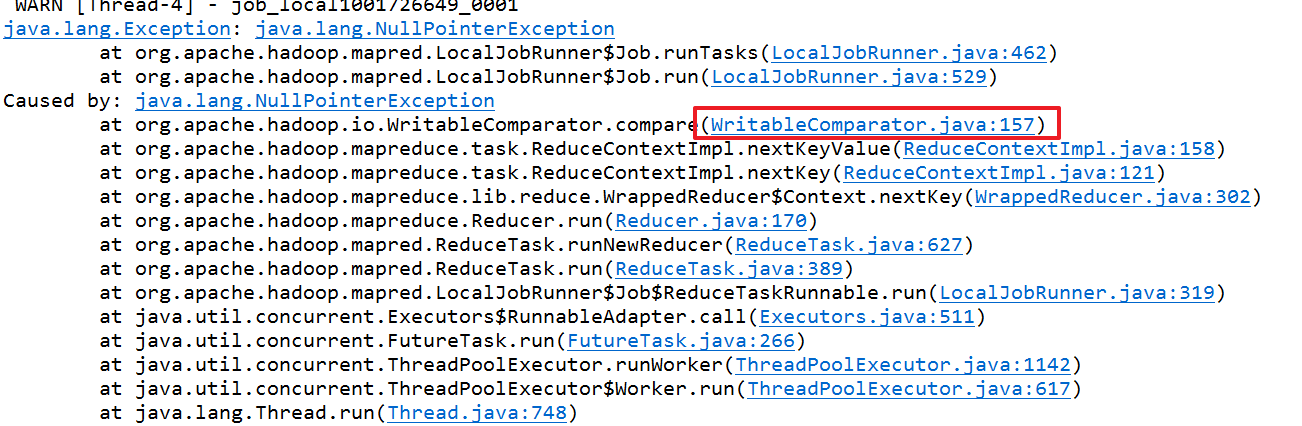 WARN [Thread-4] - job_local1001726649_0001
java.lang.Exception: java.lang.NullPointerException
at org.apache.hadoop.mapred.LocalJobRunner$Job.runTasks(LocalJobRunner.java:462)
at org.apache.hadoop.mapred.LocalJobRunner$Job.run(LocalJobRunner.java:529)
Caused by: java.lang.NullPointerException
at org.apache.hadoop.io.WritableComparator.compare(WritableComparator.java:157)
at org.apache.hadoop.mapreduce.task.ReduceContextImpl.nextKeyValue(ReduceContextImpl.java:158)
at org.apache.hadoop.mapreduce.task.ReduceContextImpl.nextKey(ReduceContextImpl.java:121)
at org.apache.hadoop.mapreduce.lib.reduce.WrappedReducer$Context.nextKey(WrappedReducer.java:302)
at org.apache.hadoop.mapreduce.Reducer.run(Reducer.java:170)
at org.apache.hadoop.mapred.ReduceTask.runNewReducer(ReduceTask.java:627)
at org.apache.hadoop.mapred.ReduceTask.run(ReduceTask.java:389)
at org.apache.hadoop.mapred.LocalJobRunner$Job$ReduceTaskRunnable.run(LocalJobRunner.java:319)
at java.util.concurrent.Executors$RunnableAdapter.call(Executors.java:511)
at java.util.concurrent.FutureTask.run(FutureTask.java:266)
at java.util.concurrent.ThreadPoolExecutor.runWorker(ThreadPoolExecutor.java:1142)
at java.util.concurrent.ThreadPoolExecutor$Worker.run(ThreadPoolExecutor.java:617)
at java.lang.Thread.run(Thread.java:748)